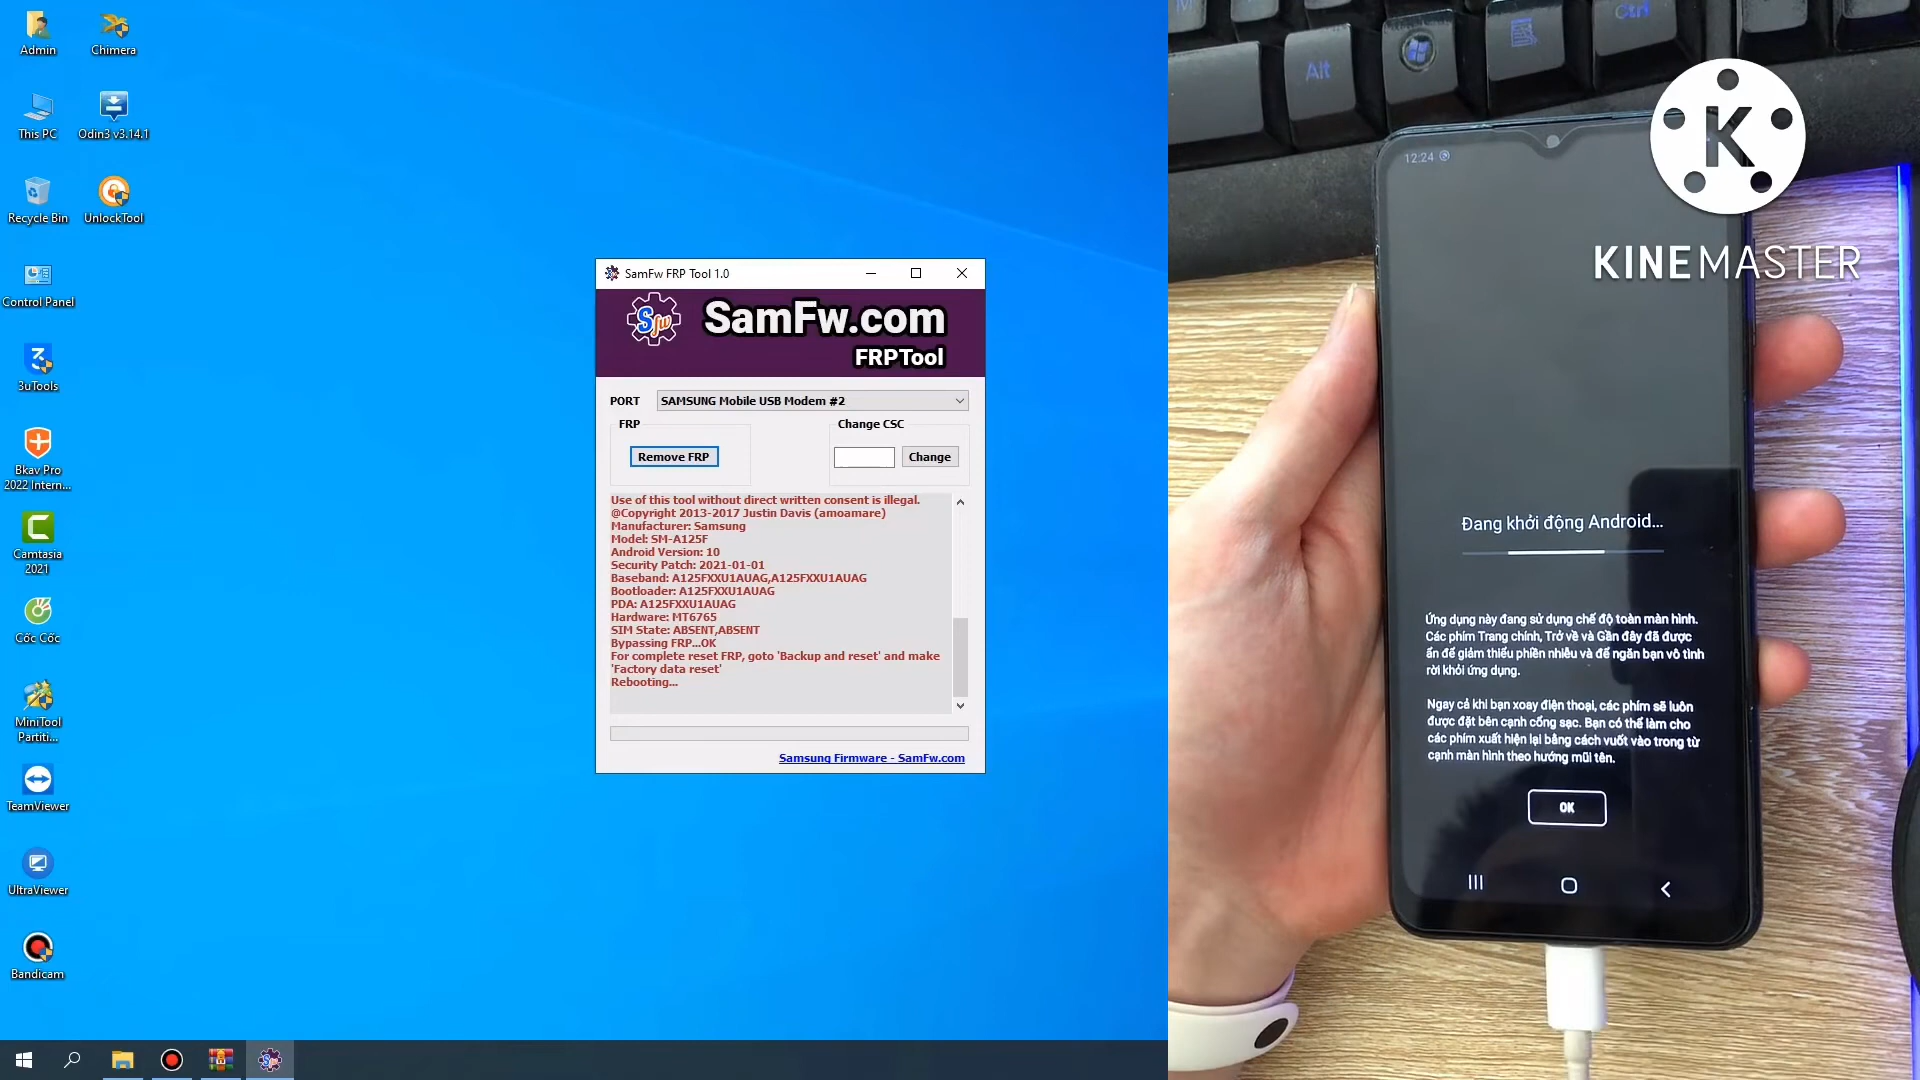 Admin
Chimera
This PC
Odin3 v3.14.1
Recycle Bin
UnlockTool
Control Panel
3uTools
Bkav Pro
2022 Intern...
Camtasia
2021
Cốc Cốc
MiniTool
Partiti...
TeamViewer
UltraViewer
Bandicam
SamFw FRP Tool 1.0
Sfw
SamFw.com
FRPTool
PORT
SAMSUNG Mobile USB Modem #2
FRP
Change CSC
Remove FRP
Change
Use of this tool without direct written consent is illegal.
@Copyright 2013-2017 Justin Davis (amoamare)
Manufacturer: Samsung
Model: SM-A125F
Android Version: 10
Security Patch: 2021-01-01
Baseband: A125FXXU1AUAG,A125FXXU1AUAG
Bootloader: A125FXXU1AUAG
PDA: A125FXXU1AUAG
Hardware: MT6765
SIM State: ABSENT,ABSENT
Bypassing FRP...OK
For complete reset FRP, goto 'Backup and reset' and make
'Factory data reset'
Rebooting...
Samsung Firmware - SamFw.com
Alt
Ctrl
K
KINEMASTER
12:24
Đang khởi động Android...
Ứng dụng này đang sử dụng chế độ toàn màn hình.
Các phím Trang chính, Trở về và Gần đây đã được
ẩn để giảm thiểu phiền nhiễu và để ngăn bạn vô tình
rời khỏi ứng dụng.
Ngay cả khi bạn xoay điện thoại, các phím sẽ luôn
được đặt bên cạnh cổng sạc. Bạn có thể làm cho
các phím xuất hiện lại bằng cách vuốt vào trong từ
cạnh màn hình theo hướng mũi tên.
OK